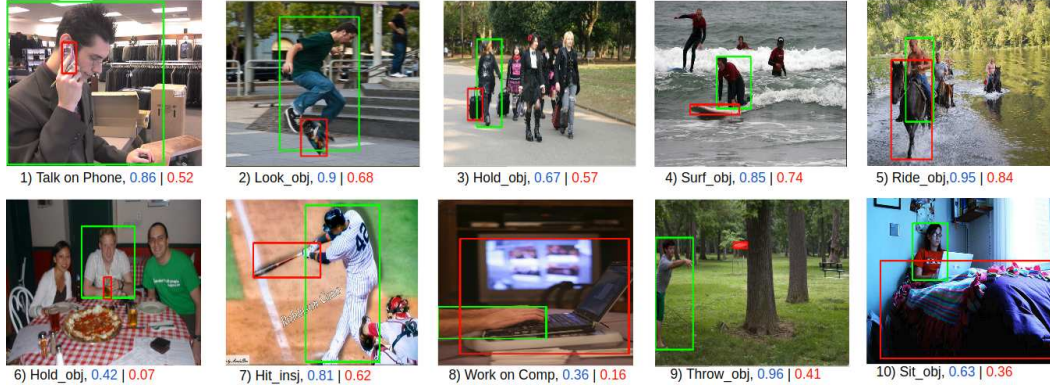 1) Talk on Phone, 0.86 | 0.52
2) Look_obj, 0.9 | 0.68
3) Hold_obj, 0.67 | 0.57
4) Surf_obj, 0.85 | 0.74
5) Ride_obj,0.95 | 0.84
42
6) Hold_obj, 0.42 | 0.07
7) Hit_insj, 0.81 | 0.62
8) Work on Comp, 0.36 | 0.16
9) Throw_obj, 0.96 | 0.41
10) Sit_obj, 0.63 | 0.36